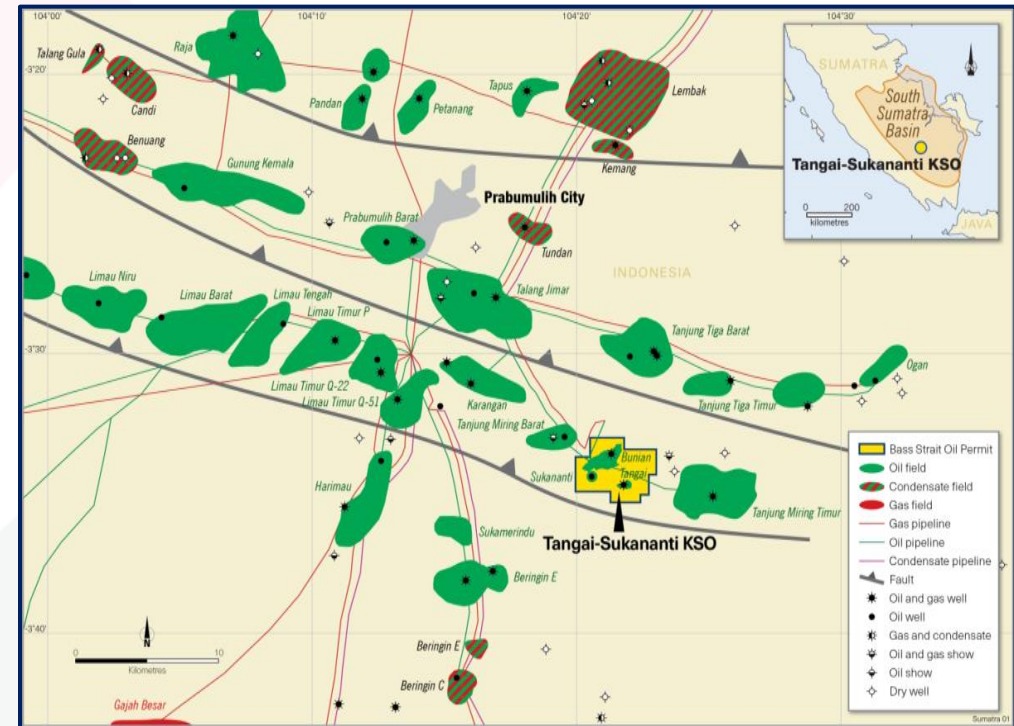 104°00'
104°10'
104°20'
104°30'
-3°20'
-3°30'
-3°40'
Talang Gula
Candi
Raja
Pandan
Petanang
Tapus
Lembak
Kemang
Benuang
Gunung Kemala
Prabumulih City
Prabumulih Barat
Tundan
INDONESIA
Limau Niru
Limau Barat
Limau Tengah
Limau Timur P
Talang Jimar
Tanjung Tiga Barat
Limau Timur Q-22
Limau Timur Q-51
Karangan
Tanjung Tiga Timur
Ogan
Tanjung Miring Barat
Bunian
Sukananti
Tangai
Harimau
Tanjung Miring Timur
Sukamerindu
Tangai-Sukananti KSO
Beringin E
Beringin E
Beringin C
Gajah Besar
N
0 10
Kilometres
SUMATRA
N
South
Sumatra
Basin
Tangai-Sukananti KSO
0 200
kilometres
JAVA
Bass Strait Oil Permit
Oil field
Condensate field
Gas field
Gas pipeline
Oil pipeline
Condensate pipeline
Fault
Oil and gas well
Oil well
Gas and condensate
Oil and gas show
Oil show
Dry well
Sumatra 01